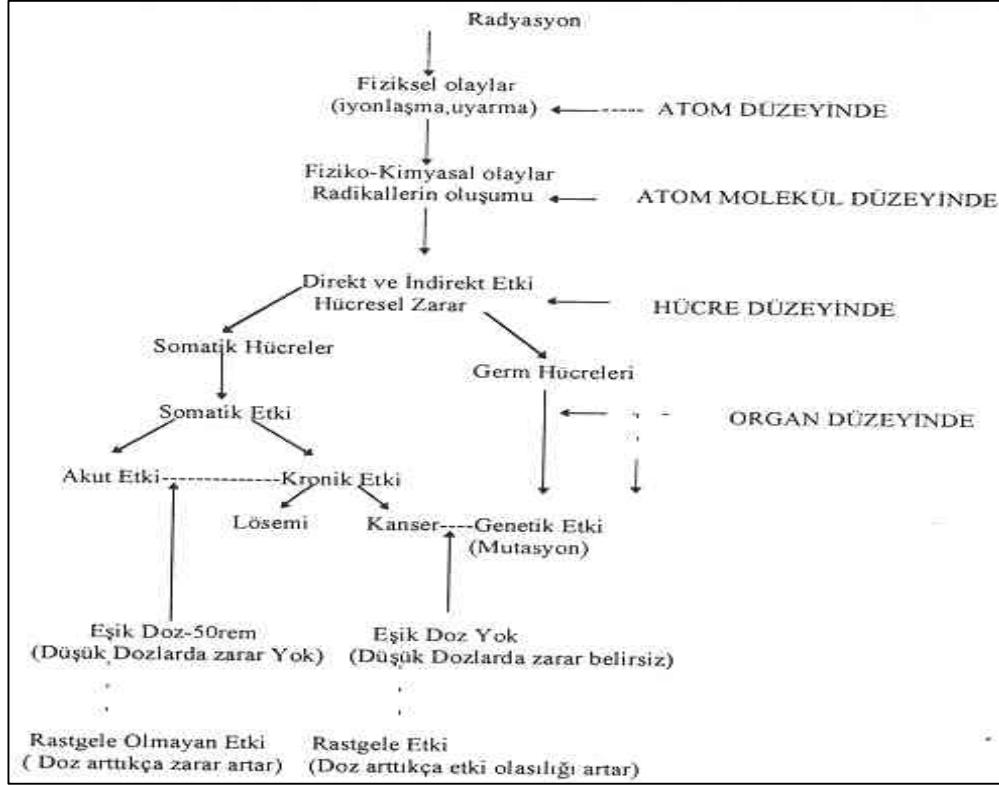 Radyasyon
Fiziksel olaylar
(iyonlaşma,uyarma) ATOM DÜZEYİNDE
Fiziko-Kimyasal olaylar
Radikallerin oluşumu ATOM MOLEKÜL DÜZEYİNDE
Direkt ve İndirekt Etki
Hücresel Zarar HÜCRE DÜZEYİNDE
Somatik Hücreler
Germ Hücreleri
Somatik Etki ORGAN DÜZEYİNDE
Akut Etki Kronik Etki
Lösemi Kanser Genetik Etki
(Mutasyon)
Eşik Doz-50rem Eşik Doz Yok
(Düşük Dozlarda zarar Yok) (Düşük Dozlarda zarar belirsiz)
Rastgele Olmayan Etki Rastgele Etki
( Doz arttıkça zarar artar) (Doz arttıkça etki olasılığı artar)